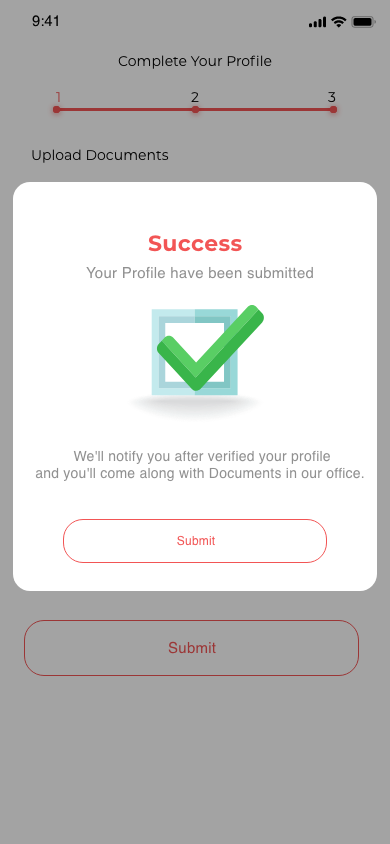 9:41
Complete Your Profile
1 2 3
Upload Documents
Success
Your Profile have been submitted
We'll notify you after verified your profile
and you'll come along with Documents in our office.
Submit
Submit